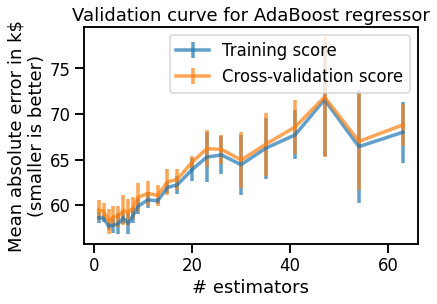 Validation curve for AdaBoost regressor
Mean absolute error in k$
(smaller is better)
75
70
65
60
Training score
Cross-validation score
0
20
40
60
# estimators